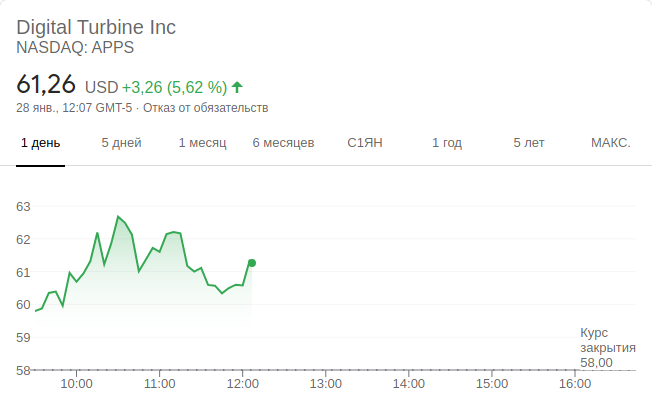 Digital Turbine Inc
NASDAQ: APPS
61,26 USD +3,26 (5,62 %)
28 янв., 12:07 GMT-5 · Отказ от обязательств
1 день 5 дней 1 месяц 6 месяцев С1ЯН 1 год 5 лет МАКС.
63
62
61
60
59
58
Курс
закрытия
58,00
10:00 11:00 12:00 13:00 14:00 15:00 16:00